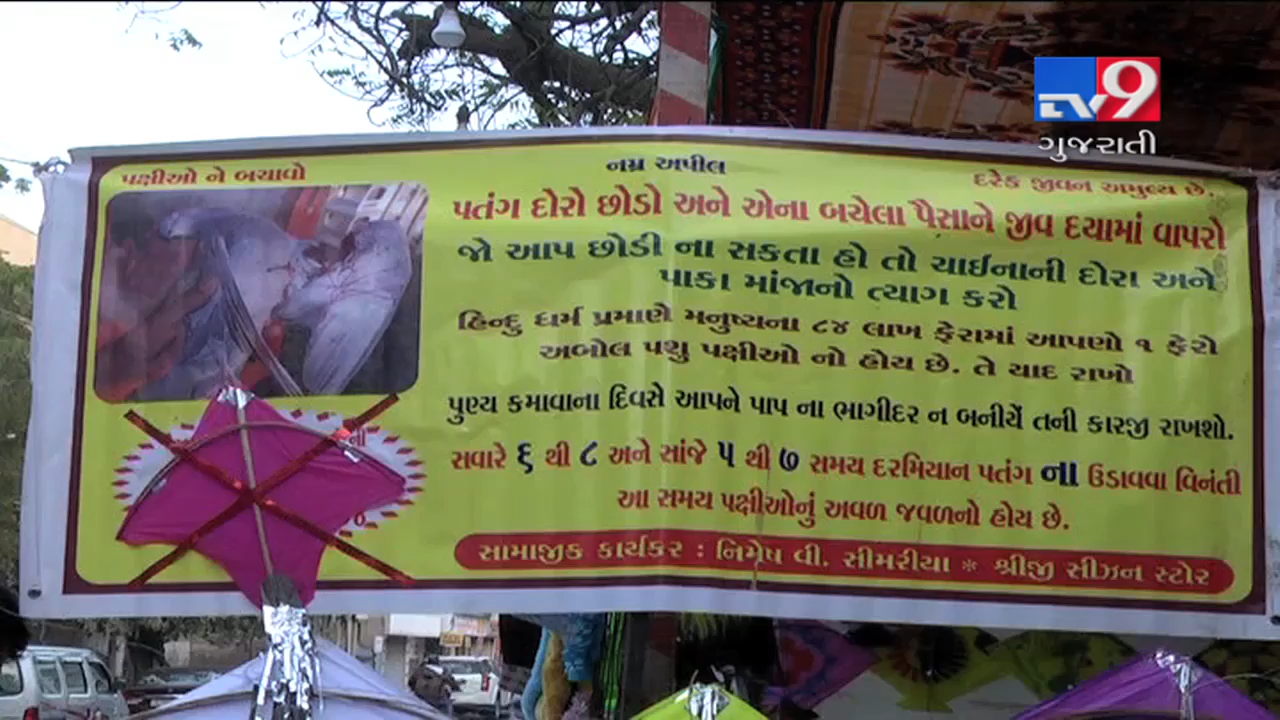 TV9
ગુજરાતી
પક્ષીઓ ને બચાવો
નમ્ર અપીલ
દરેક જીવન અમુલ્ય છે.
પતંગ દોરો છોડો અને એના બચેલા પૈસાને જીવ દયામાં વાપરો
જો આપ છોડી ના સકતા હો તો ચાઈનાની દોરા અને
પાકા માંજાનો ત્યાગ કરો
હિન્દુ ધર્મ પ્રમાણે મનુષ્યના ૮૪ લાખ ફેરામાં આપણો ૧ ફેરો
અબોલ પશુ પક્ષીઓ નો હોય છે. તે યાદ રાખો
પુણ્ય કમાવાના દિવસે આપને પાપ ના ભાગીદર ન બનીયેં તની કારજી રાખશો.
સવારે ૬ થી ૮ અને સાંજે ૫ થી ૭ સમય દરમિયાન પતંગ ના ઉડાવવા વિનંતી
આ સમય પક્ષીઓનું અવળ જવળનો હોય છે.
સામાજીક કાર્યકર : નિમેષ વી. સીમરીયા * શ્રીજી સીઝન સ્ટોર